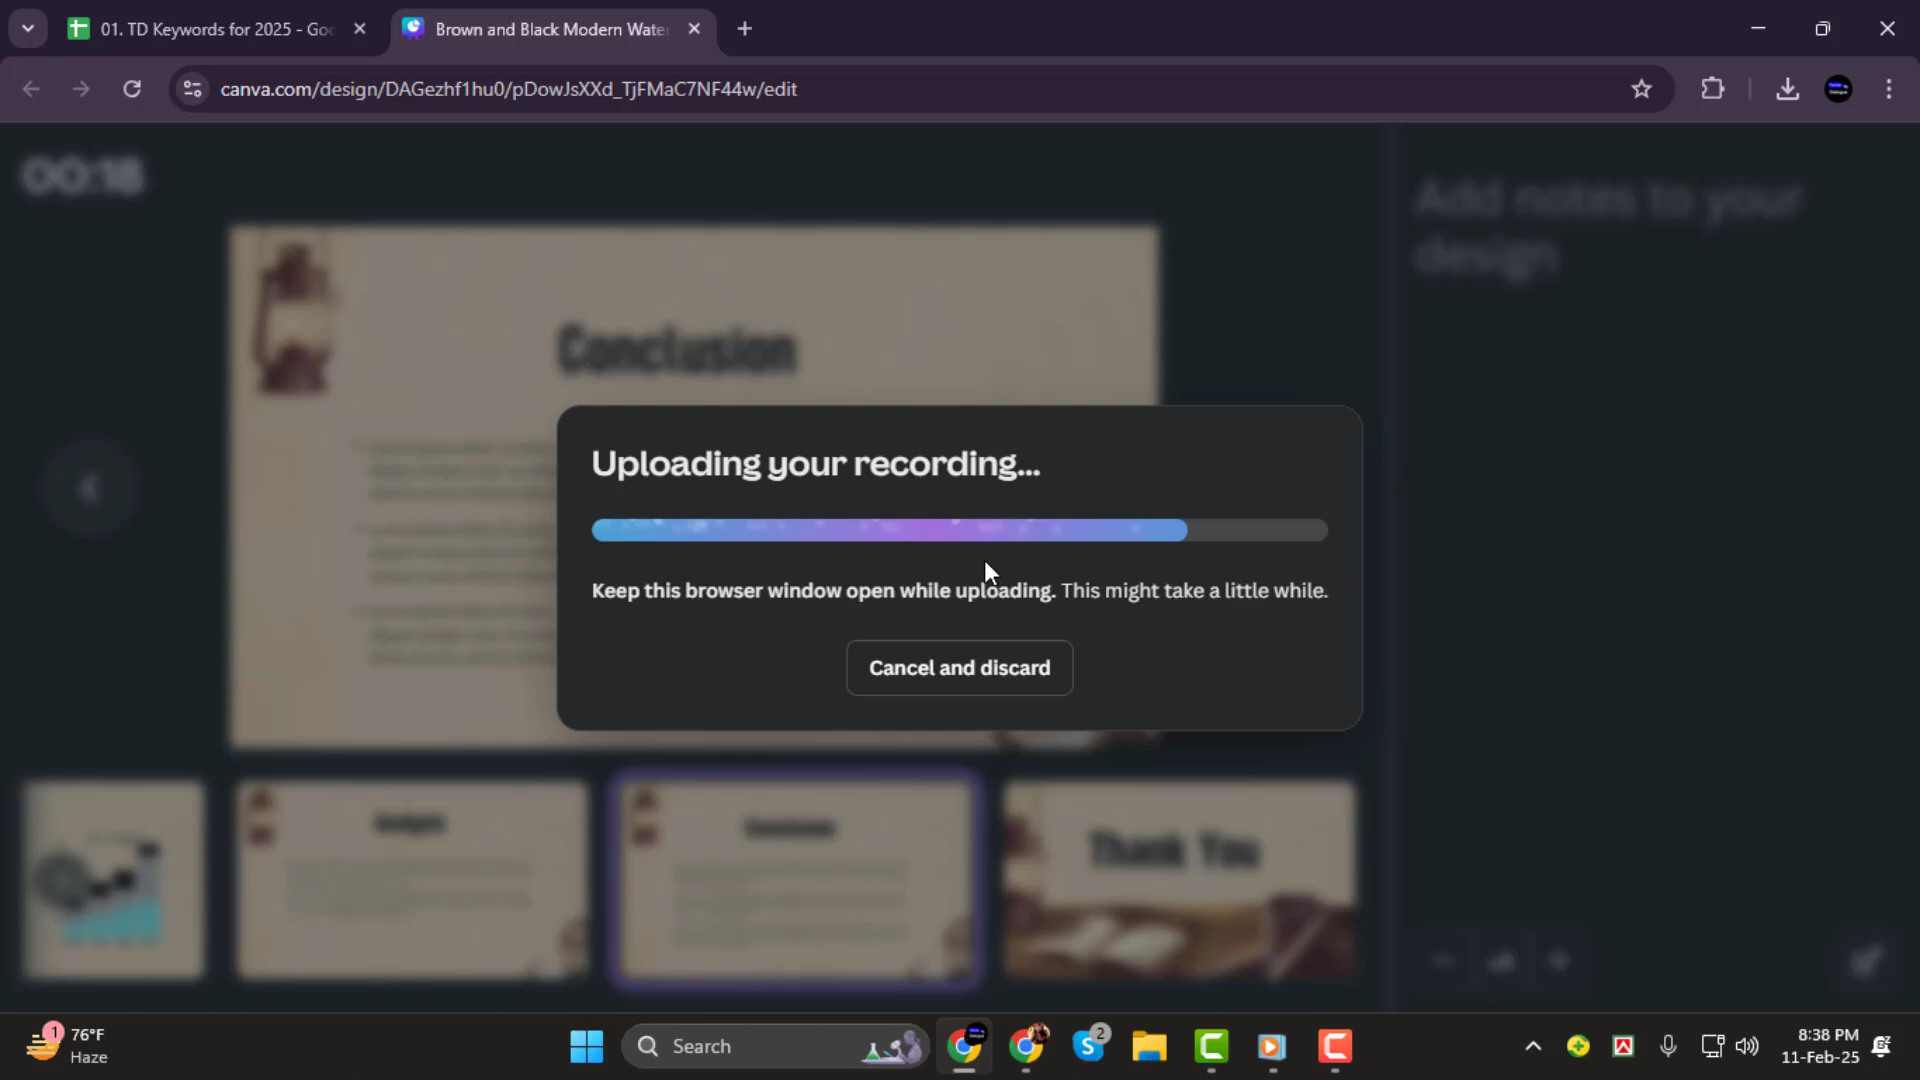 01. TD Keywords for 2025 - Goo
Brown and Black Modern Wate
canva.com/design/DAGezhf1hu0/pDowJsXXd_TjFMaC7NF44w/edit
00:18
Add notes to your
design
Conclusion
Uploading your recording...
Keep this browser window open while uploading. This might take a little while.
Cancel and discard
Thank You
1
76°F
Haze
Search
2
8:38 PM
11-Feb-25